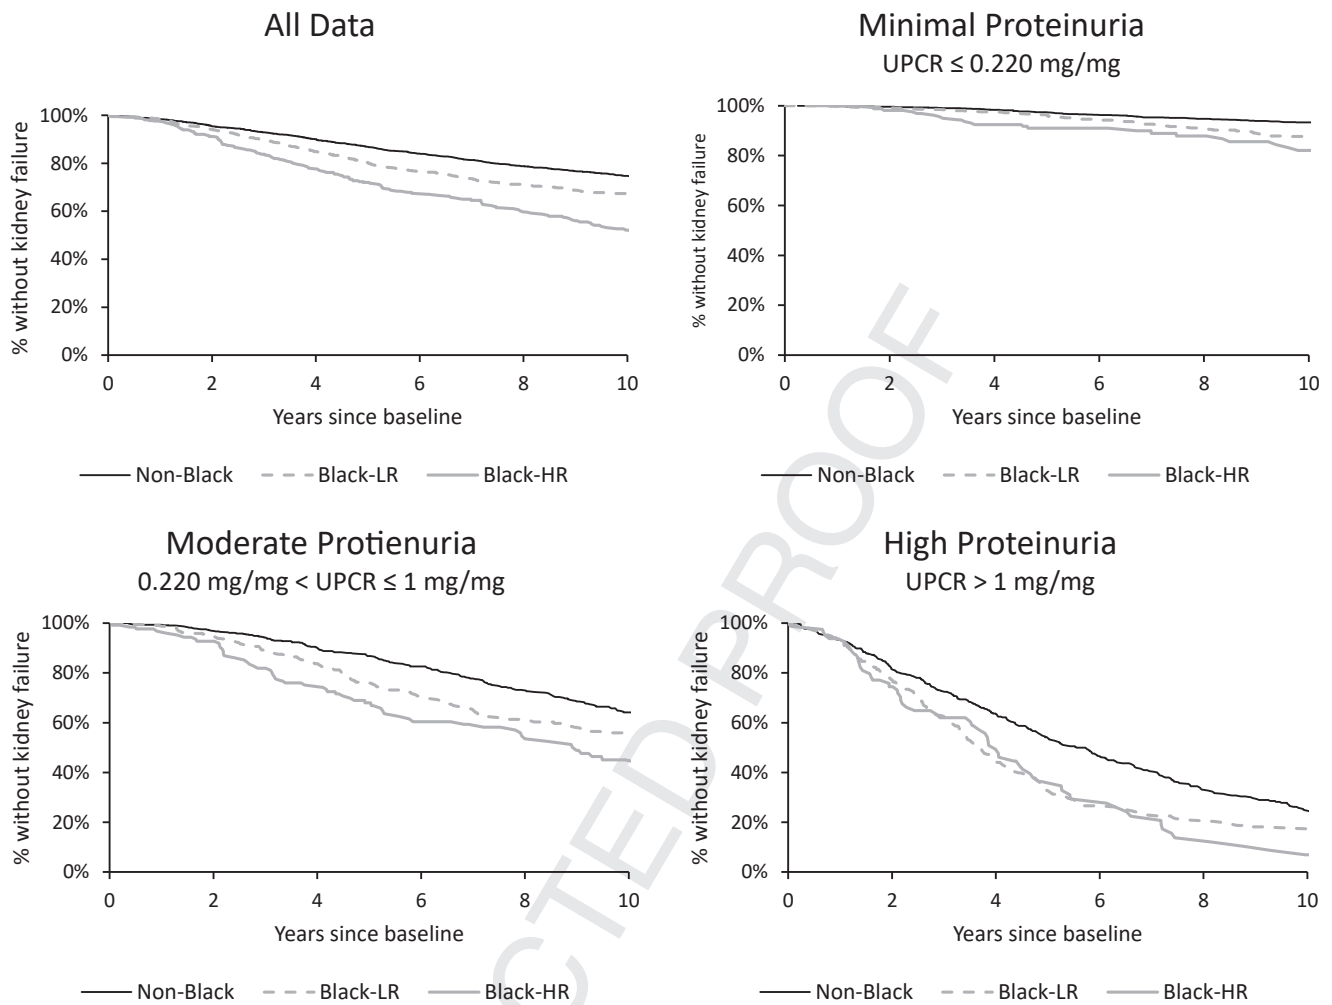 All Data
% without kidney failure
100%
80%
60%
40%
20%
0%
0 2 4 6 8 10
Years since baseline
Non-Black Black-LR Black-HR
Minimal Proteinuria
UPCR ≤ 0.220 mg/mg
% without kidney failure
100%
80%
60%
40%
20%
0%
0 2 4 6 8 10
Years since baseline
Non-Black Black-LR Black-HR
Moderate Protienuria
0.220 mg/mg < UPCR ≤ 1 mg/mg
% without kidney failure
100%
80%
60%
40%
20%
0%
0 2 4 6 8 10
Years since baseline
Non-Black Black-LR Black-HR
High Proteinuria
UPCR > 1 mg/mg
% without kidney failure
100%
80%
60%
40%
20%
0%
0 2 4 6 8 10
Years since baseline
Non-Black Black-LR Black-HR
CTED PROOF